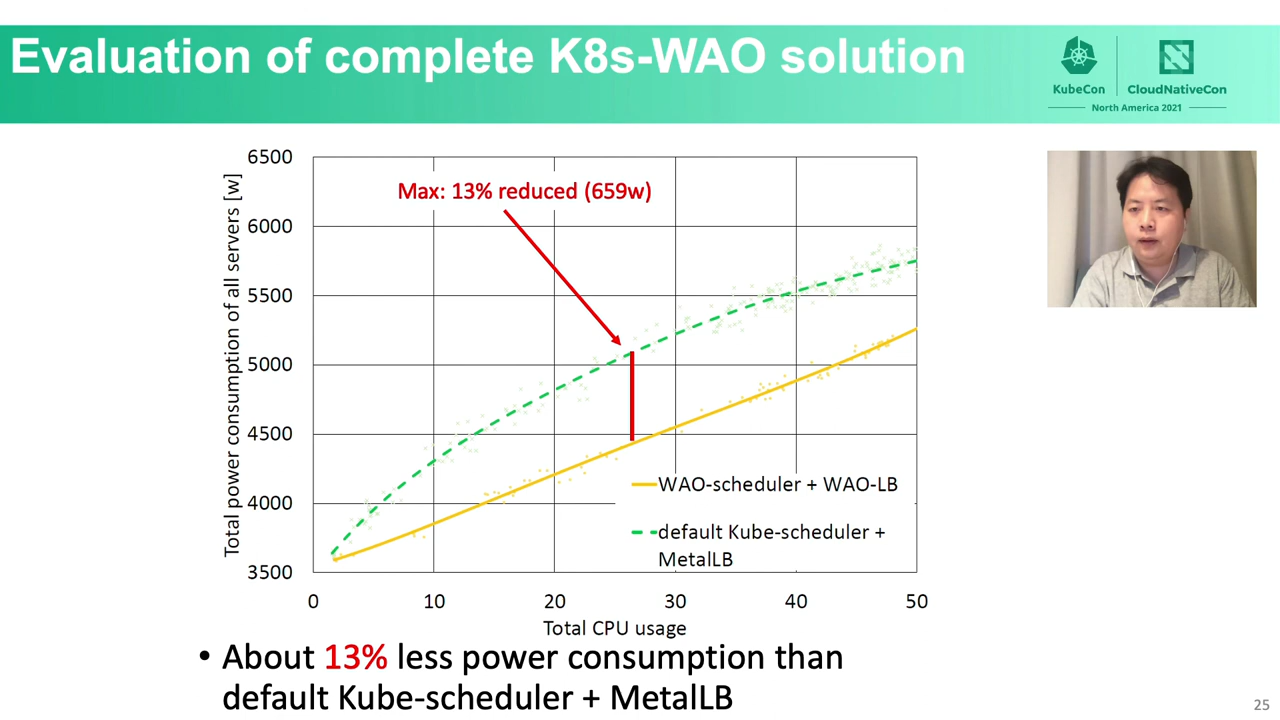 Evaluation of complete K8s-WAO solution
KubeCon
CloudNativeCon
North America 2021
6500
6000
5500
5000
4500
4000
3500
Total power consumption of all servers [w]
Max: 13% reduced (659w)
WAO-scheduler + WAO-LB
default Kube-scheduler +
MetalLB
0 10 20 30 40 50
Total CPU usage
• About 13% less power consumption than
default Kube-scheduler + MetalLB
25